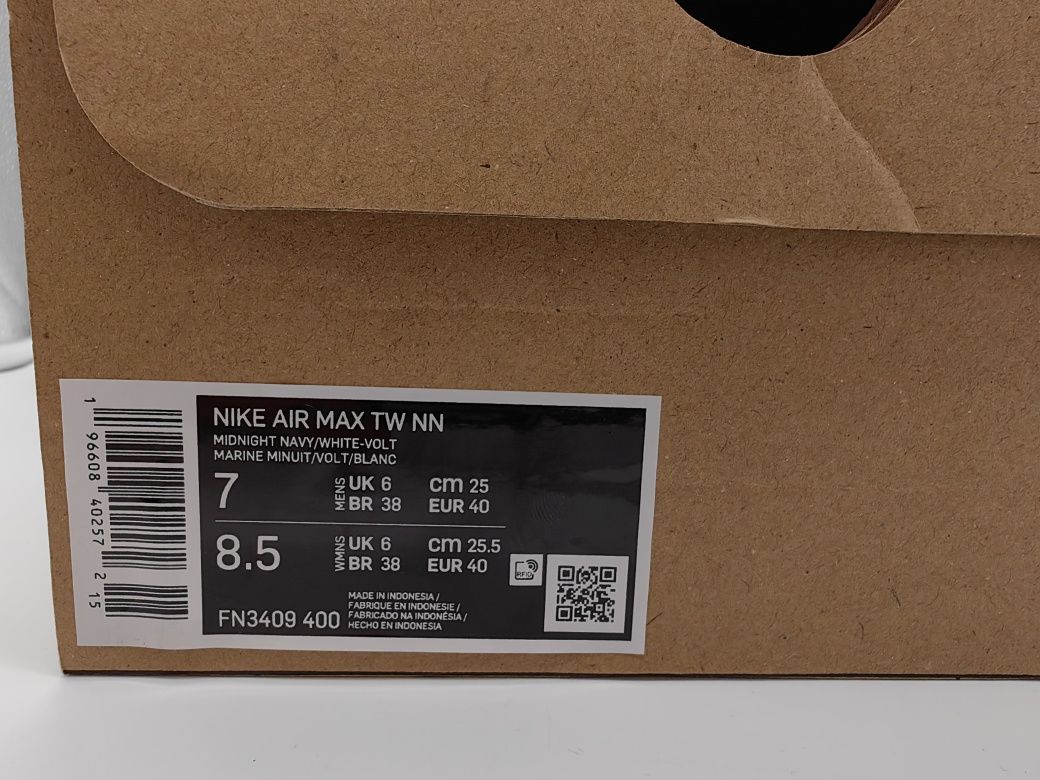 NIKE AIR MAX TW NN
MIDNIGHT NAVY/WHITE-VOLT
MARINE MINUIT/VOLT/BLANC
7 MENS UK 6 cm 25
BR 38 EUR 40
8.5 WMNS UK 6 cm 25.5
BR 38 EUR 40
RFID
FN3409 400
MADE IN INDONESIA /
FABRIQUE EN INDONESIE /
FABRICADO NA INDONÉSIA /
HECHO EN INDONESIA
1 96608 40257 2 15